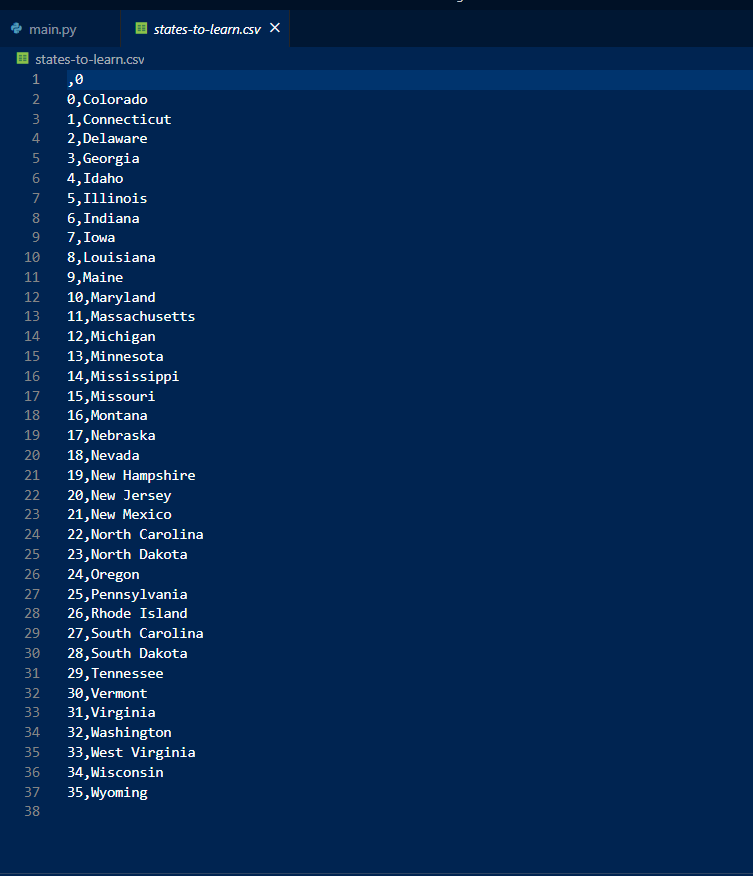 main.py states-to-learn.csv
states-to-learn.csv
1 ,0
2 0,Colorado
3 1,Connecticut
4 2,Delaware
5 3,Georgia
6 4,Idaho
7 5,Illinois
8 6,Indiana
9 7,Iowa
10 8,Louisiana
11 9,Maine
12 10,Maryland
13 11,Massachusetts
14 12,Michigan
15 13,Minnesota
16 14,Mississippi
17 15,Missouri
18 16,Montana
19 17,Nebraska
20 18,Nevada
21 19,New Hampshire
22 20,New Jersey
23 21,New Mexico
24 22,North Carolina
25 23,North Dakota
26 24,Oregon
27 25,Pennsylvania
28 26,Rhode Island
29 27,South Carolina
30 28,South Dakota
31 29,Tennessee
32 30,Vermont
33 31,Virginia
34 32,Washington
35 33,West Virginia
36 34,Wisconsin
37 35,Wyoming
38